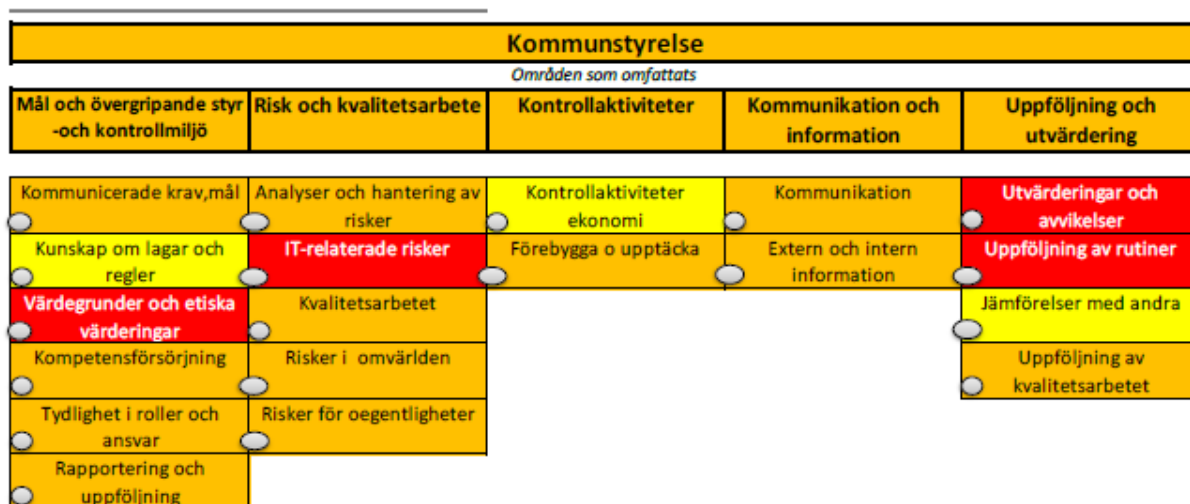 Kommunstyrelse
Områden som omfattats
Mål och övergripande styr
-och kontrollmiljö
Risk och kvalitetsarbete
Kontrollaktiviteter
Kommunikation och
information
Uppföljning och
utvärdering
Kommunicerade krav,mål
Kunskap om lagar och
regler
Värdegrunder och etiska
värderingar
Kompetensförsörjning
Tydlighet i roller och
ansvar
Rapportering och
uppföljning
Analyser och hantering av
risker
IT-relaterade risker
Kvalitetsarbetet
Risker i omvärlden
Risker för oegentligheter
Kontrollaktiviteter
ekonomi
Förebygga o upptäcka
Kommunikation
Extern och intern
information
Utvärderingar och
avvikelser
Uppföljning av rutiner
Jämförelser med andra
Uppföljning av
kvalitetsarbetet